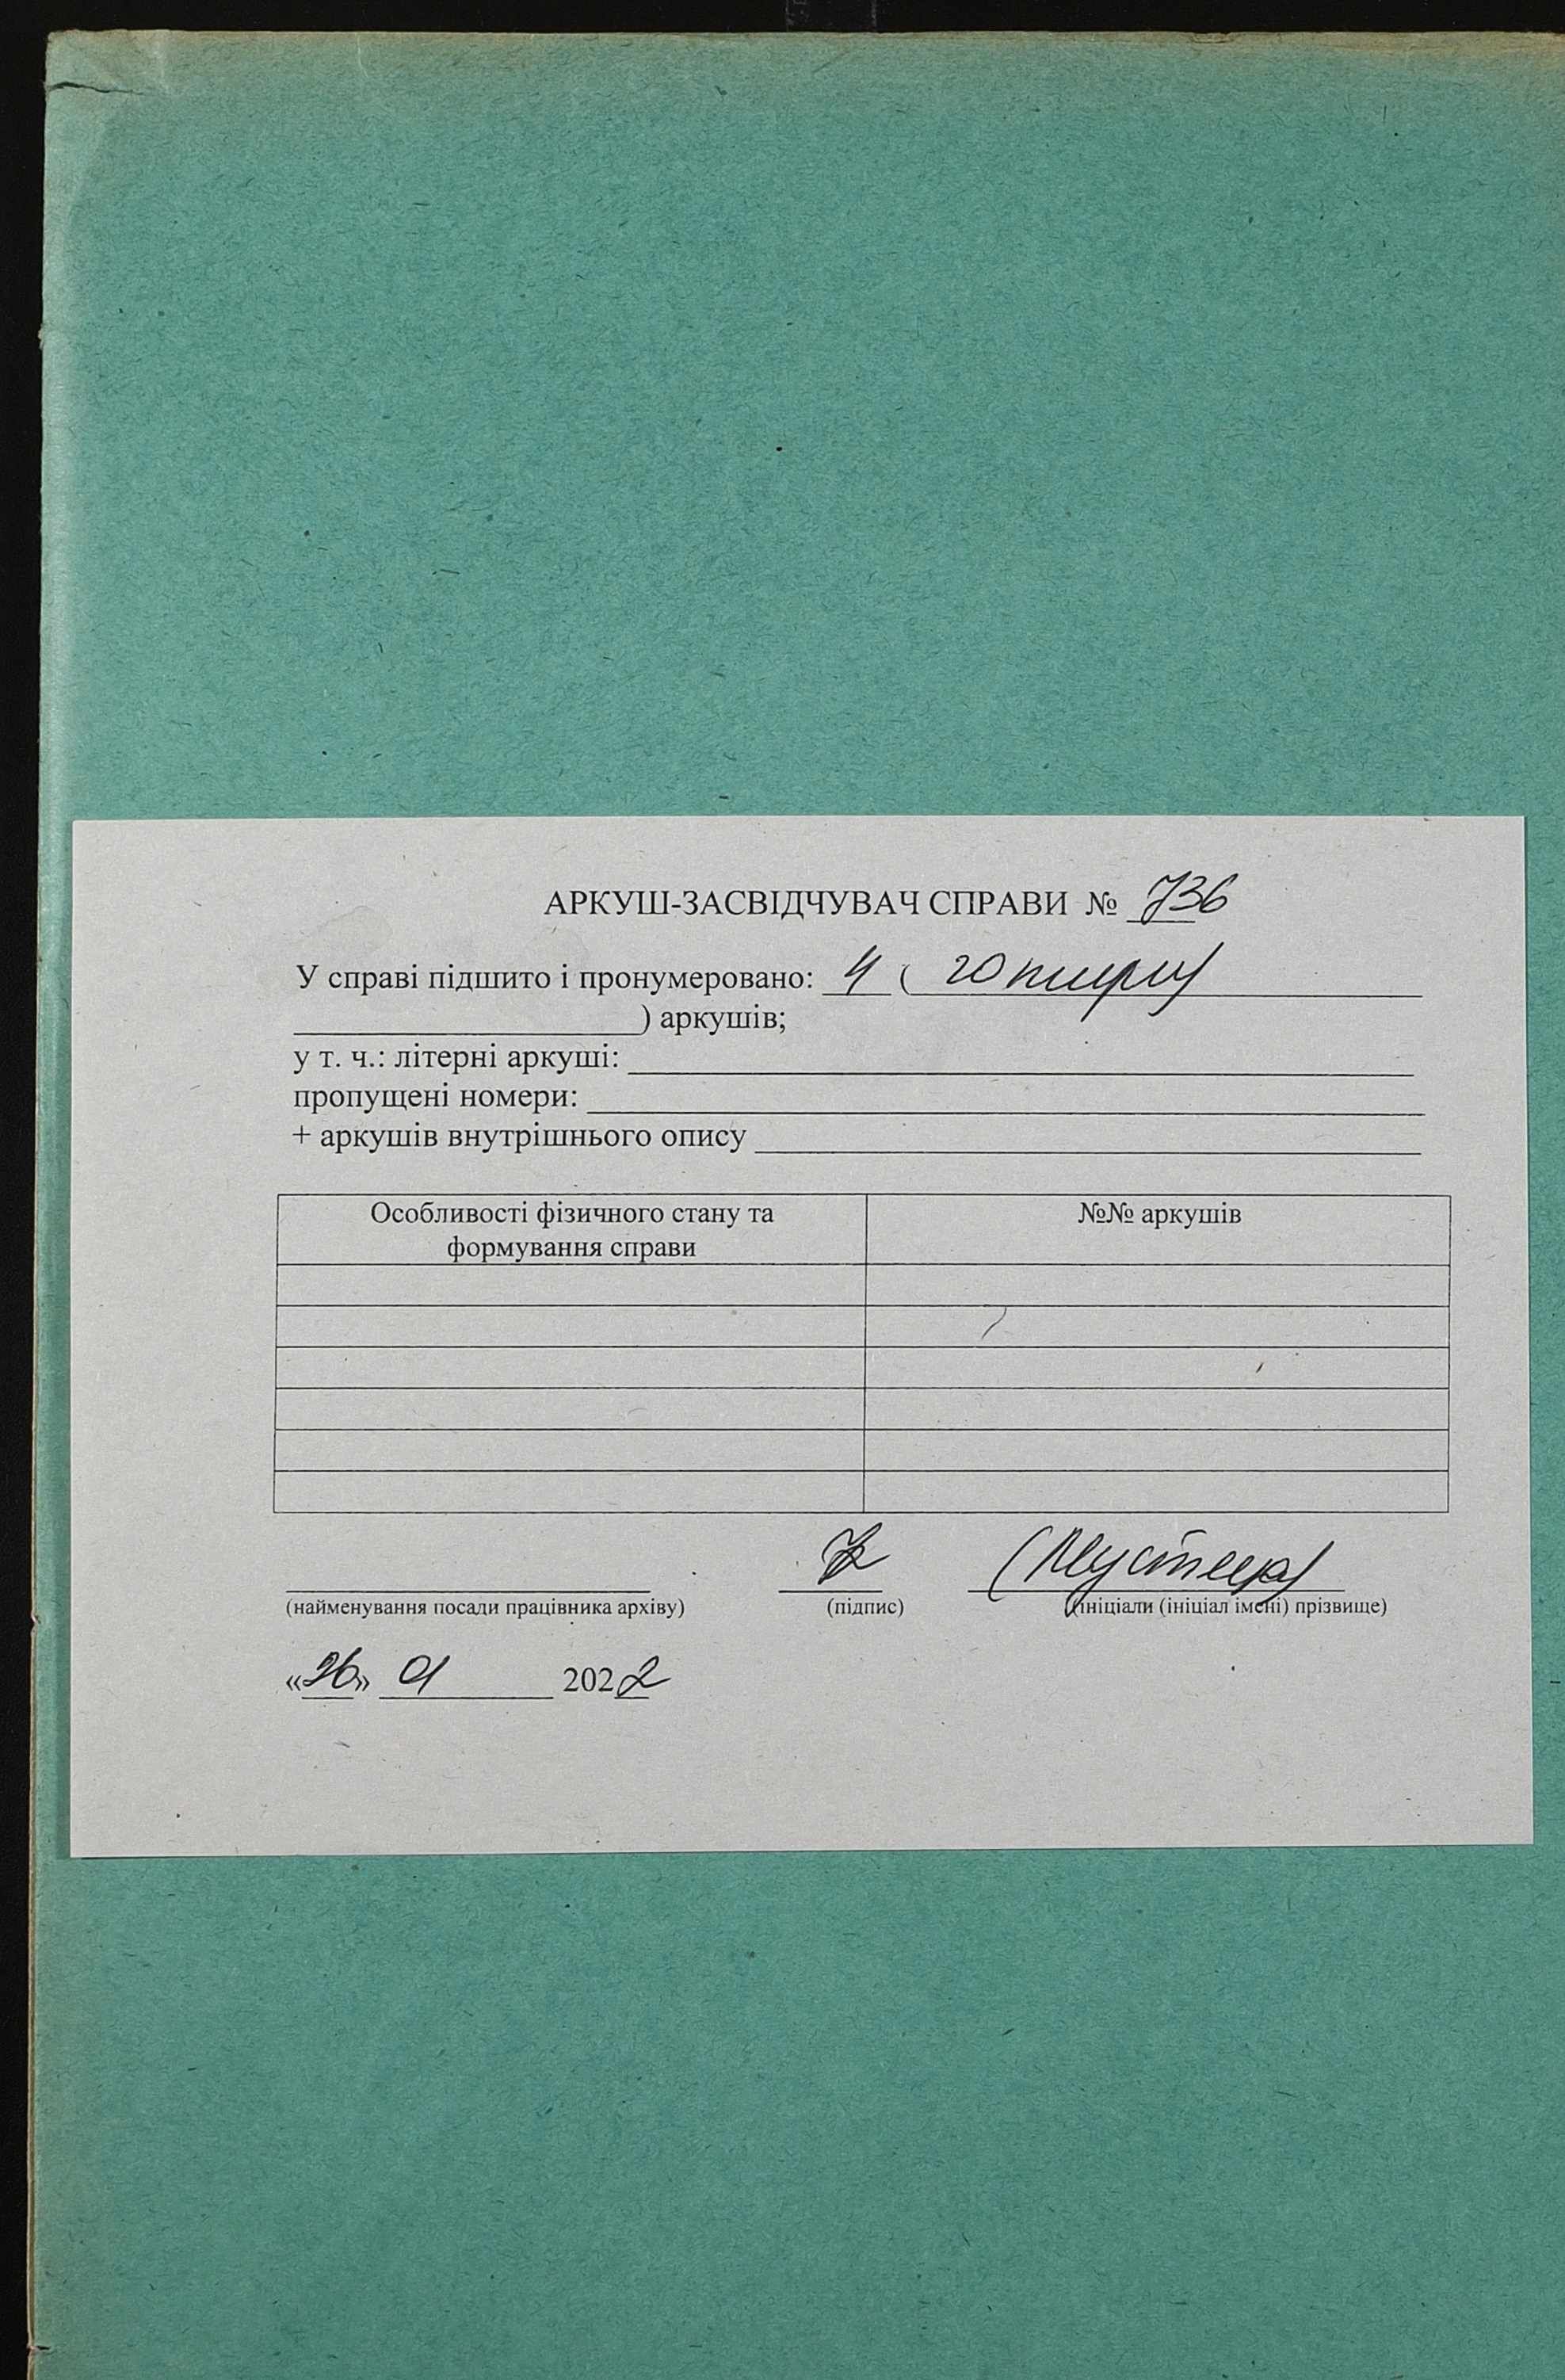 АРКУШ-ЗАСВІДЧУВАЧ СПРАВИ № 736
У справі підшито і пронумеровано: 4 ( чотири
) аркушів;
у т. ч.: літерні аркуші:
пропущені номери:
+ аркушів внутрішнього опису
Особливості фізичного стану та
формування справи
№№ аркушів
(найменування посади працівника архіву)
(підпис)
(ініціали (ініціал імені) прізвище)
«26» 01 2022